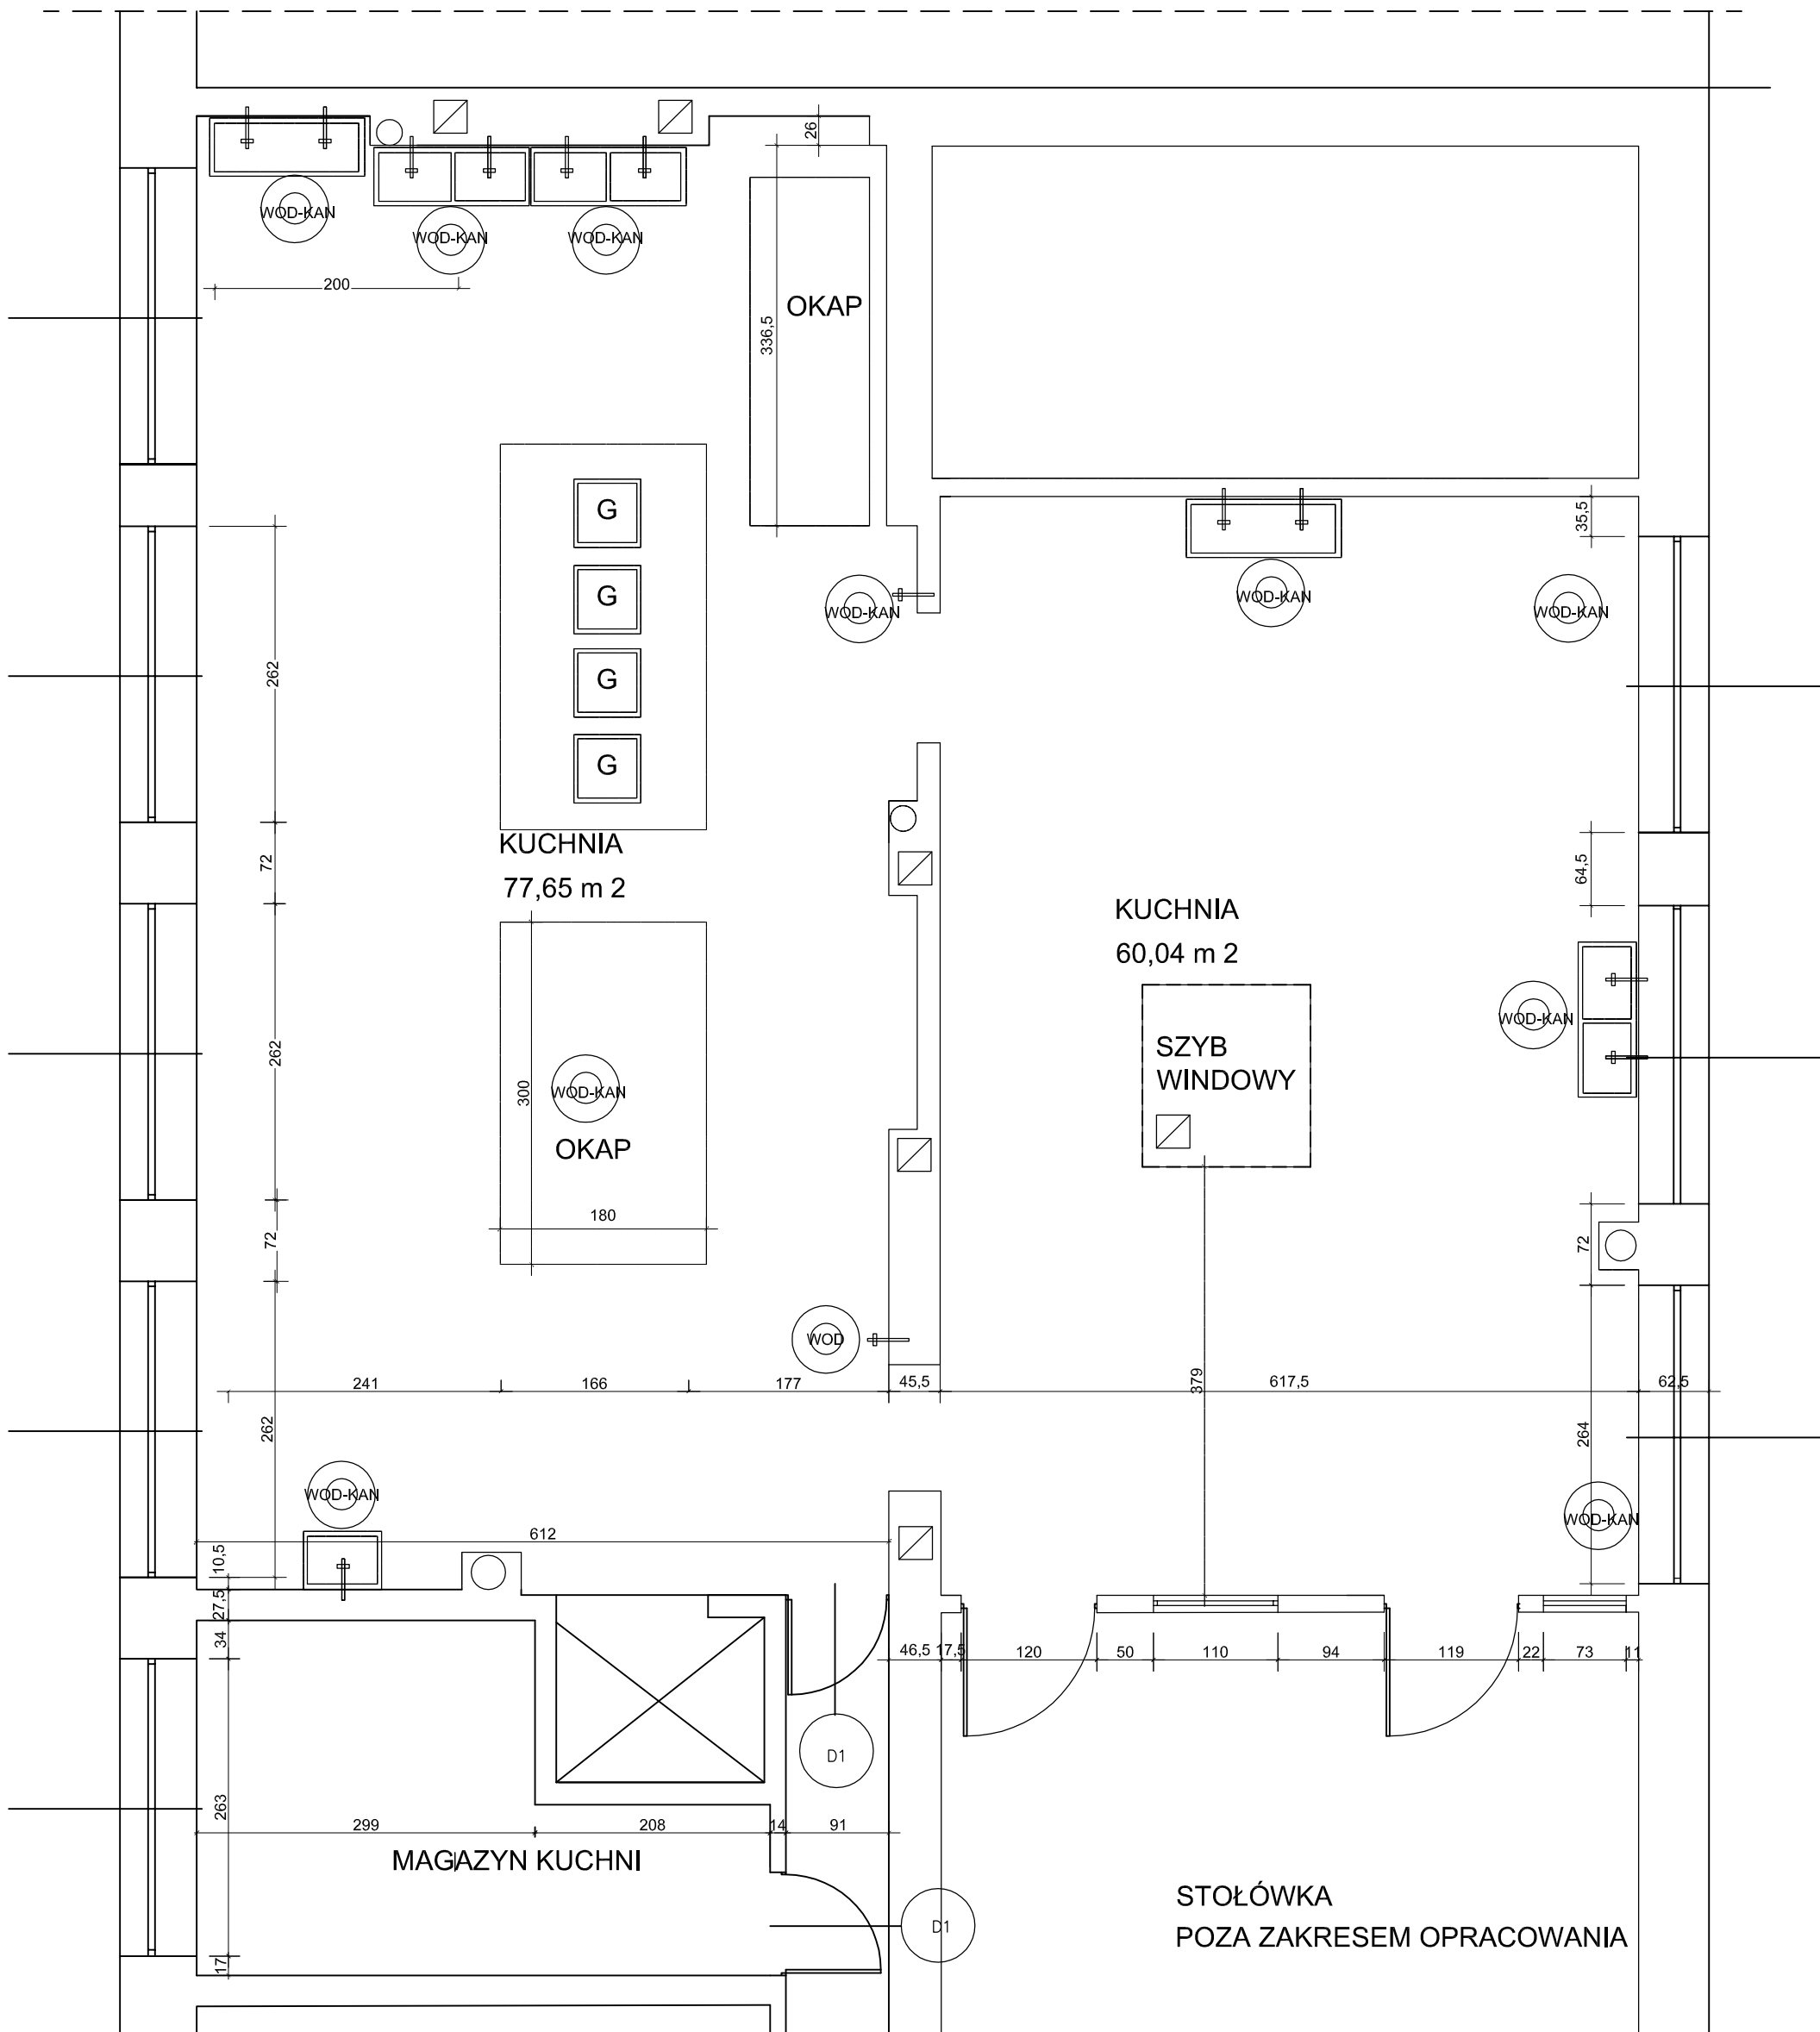 26
WOD-KAN
WOD-KAN
WOD-KAN
200
OKAP
336,5
G
G
G
G
35,5
WOD-KAN
WOD-KAN
WOD-KAN
262
72
KUCHNIA
77,65 m 2
64,5
KUCHNIA
60,04 m 2
262
300
WOD-KAN
OKAP
180
SZYB
WINDOWY
WOD-KAN
72
72
WOD
241
166
177
45,5
379
617,5
62,5
262
264
WOD-KAN
WOD-KAN
612
10,5
27,5
34
46,5
17,5
120
50
110
94
119
22
73
11
D1
263
299
208
14
91
MAGAZYN KUCHNI
D1
17
STOŁÓWKA
POZA ZAKRESEM OPRACOWANIA